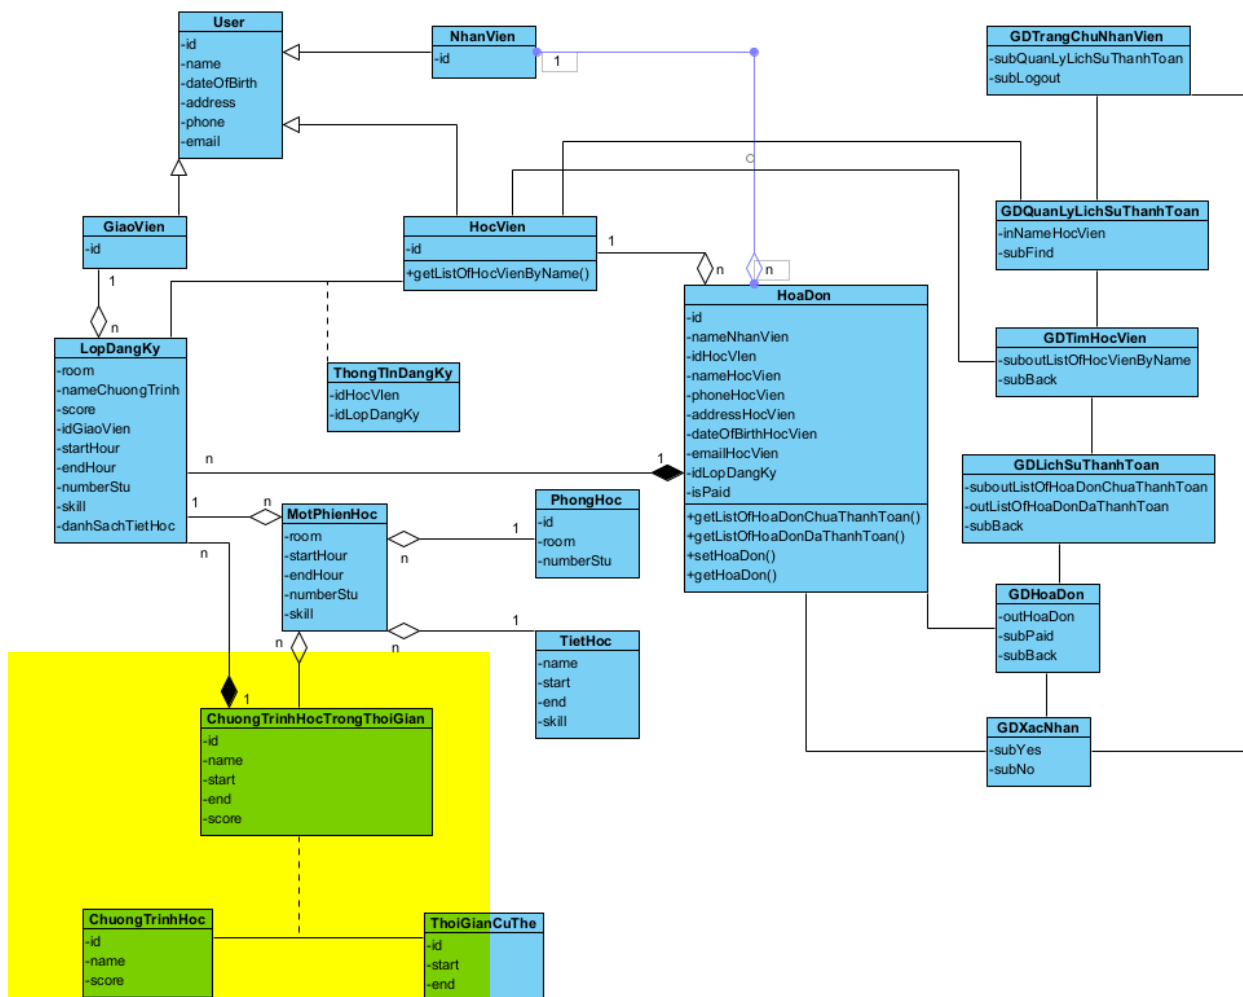 User
-id
-name
-dateOfBirth
-address
-phone
-email
NhanVien
-id
1
GDTrangChuNhanVien
-subQuanLyLichSuThanhToan
-subLogout
GiaoVien
-id
1
n
HocVien
-id
+getListOfHocVienByName()
1
n
n
GDQuanLyLichSuThanhToan
-inNameHocVien
-subFind
HoaDon
-id
-nameNhanVien
-idHocVIen
-nameHocVien
-phoneHocVien
-addressHocVien
-dateOfBirthHocVien
-emailHocVien
-idLopDangKy
-isPaid
+getListOfHoaDonChuaThanhToan()
+getListOfHoaDonDaThanhToan()
+setHoaDon()
+getHoaDon()
GDTimHocVien
-suboutListOfHocVienByName
-subBack
LopDangKy
-room
-nameChuongTrinh
-score
-idGiaoVien
-startHour
-endHour
-numberStu
-skill
-danhSachTietHoc
ThongTInDangKy
-idHocVIen
-idLopDangKy
n
1
GDLichSuThanhToan
-suboutListOfHoaDonChuaThanhToan
-outListOfHoaDonDaThanhToan
-subBack
1
n
n
MotPhienHoc
-room
-startHour
-endHour
-numberStu
-skill
1
n
PhongHoc
-id
-room
-numberStu
1
n
TietHoc
-name
-start
-end
-skill
GDHoaDon
-outHoaDon
-subPaid
-subBack
n
1
ChuongTrinhHocTrongThoiGian
-id
-name
-start
-end
-score
GDXacNhan
-subYes
-subNo
ChuongTrinhHoc
-id
-name
-score
ThoiGianCuThe
-id
-start
-end